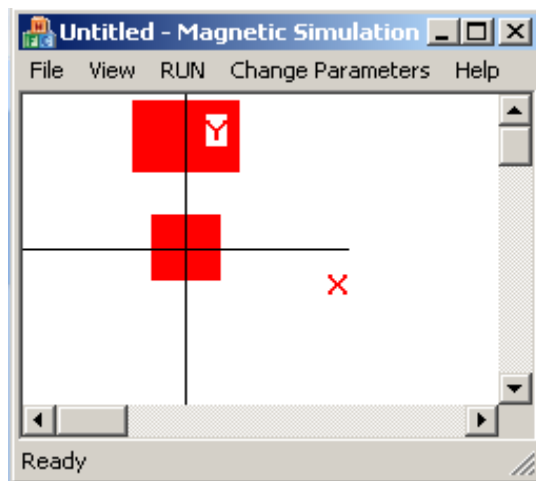 Untitled - Magnetic Simulation
File View RUN Change Parameters Help
Y
X
Ready